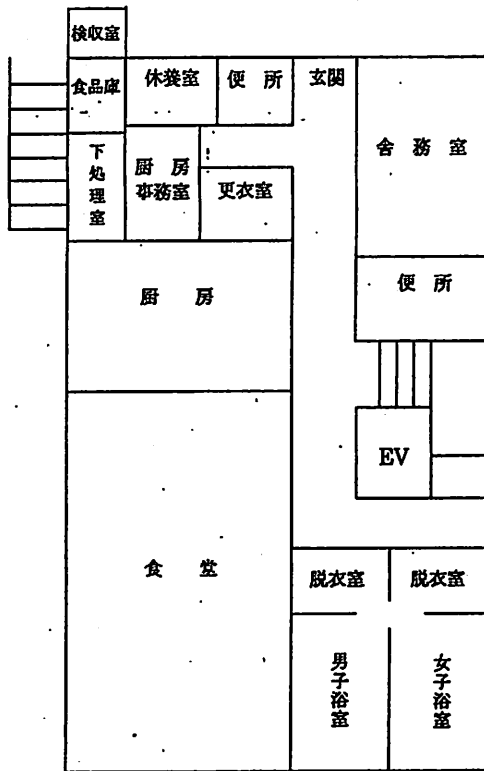 検収室
食品庫
休養室
便 所
玄関
舎 務 室
下処理室
厨 房
事務室
更衣室
厨 房
便 所
EV
食 堂
脱衣室
脱衣室
男子浴室
女子浴室